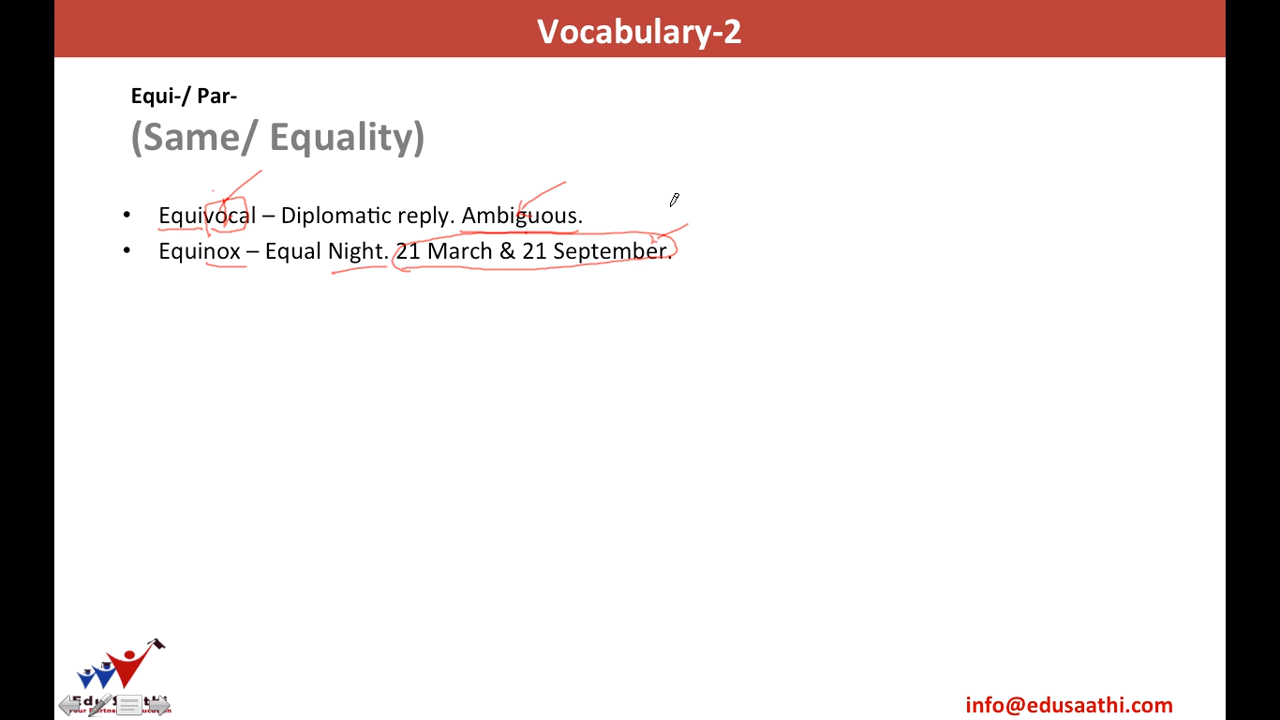 Vocabulary-2
Equi-/ Par-
(Same/ Equality)
• Equivocal – Diplomatic reply. Ambiguous.
• Equinox – Equal Night. 21 March & 21 September.
info@edusaathi.com